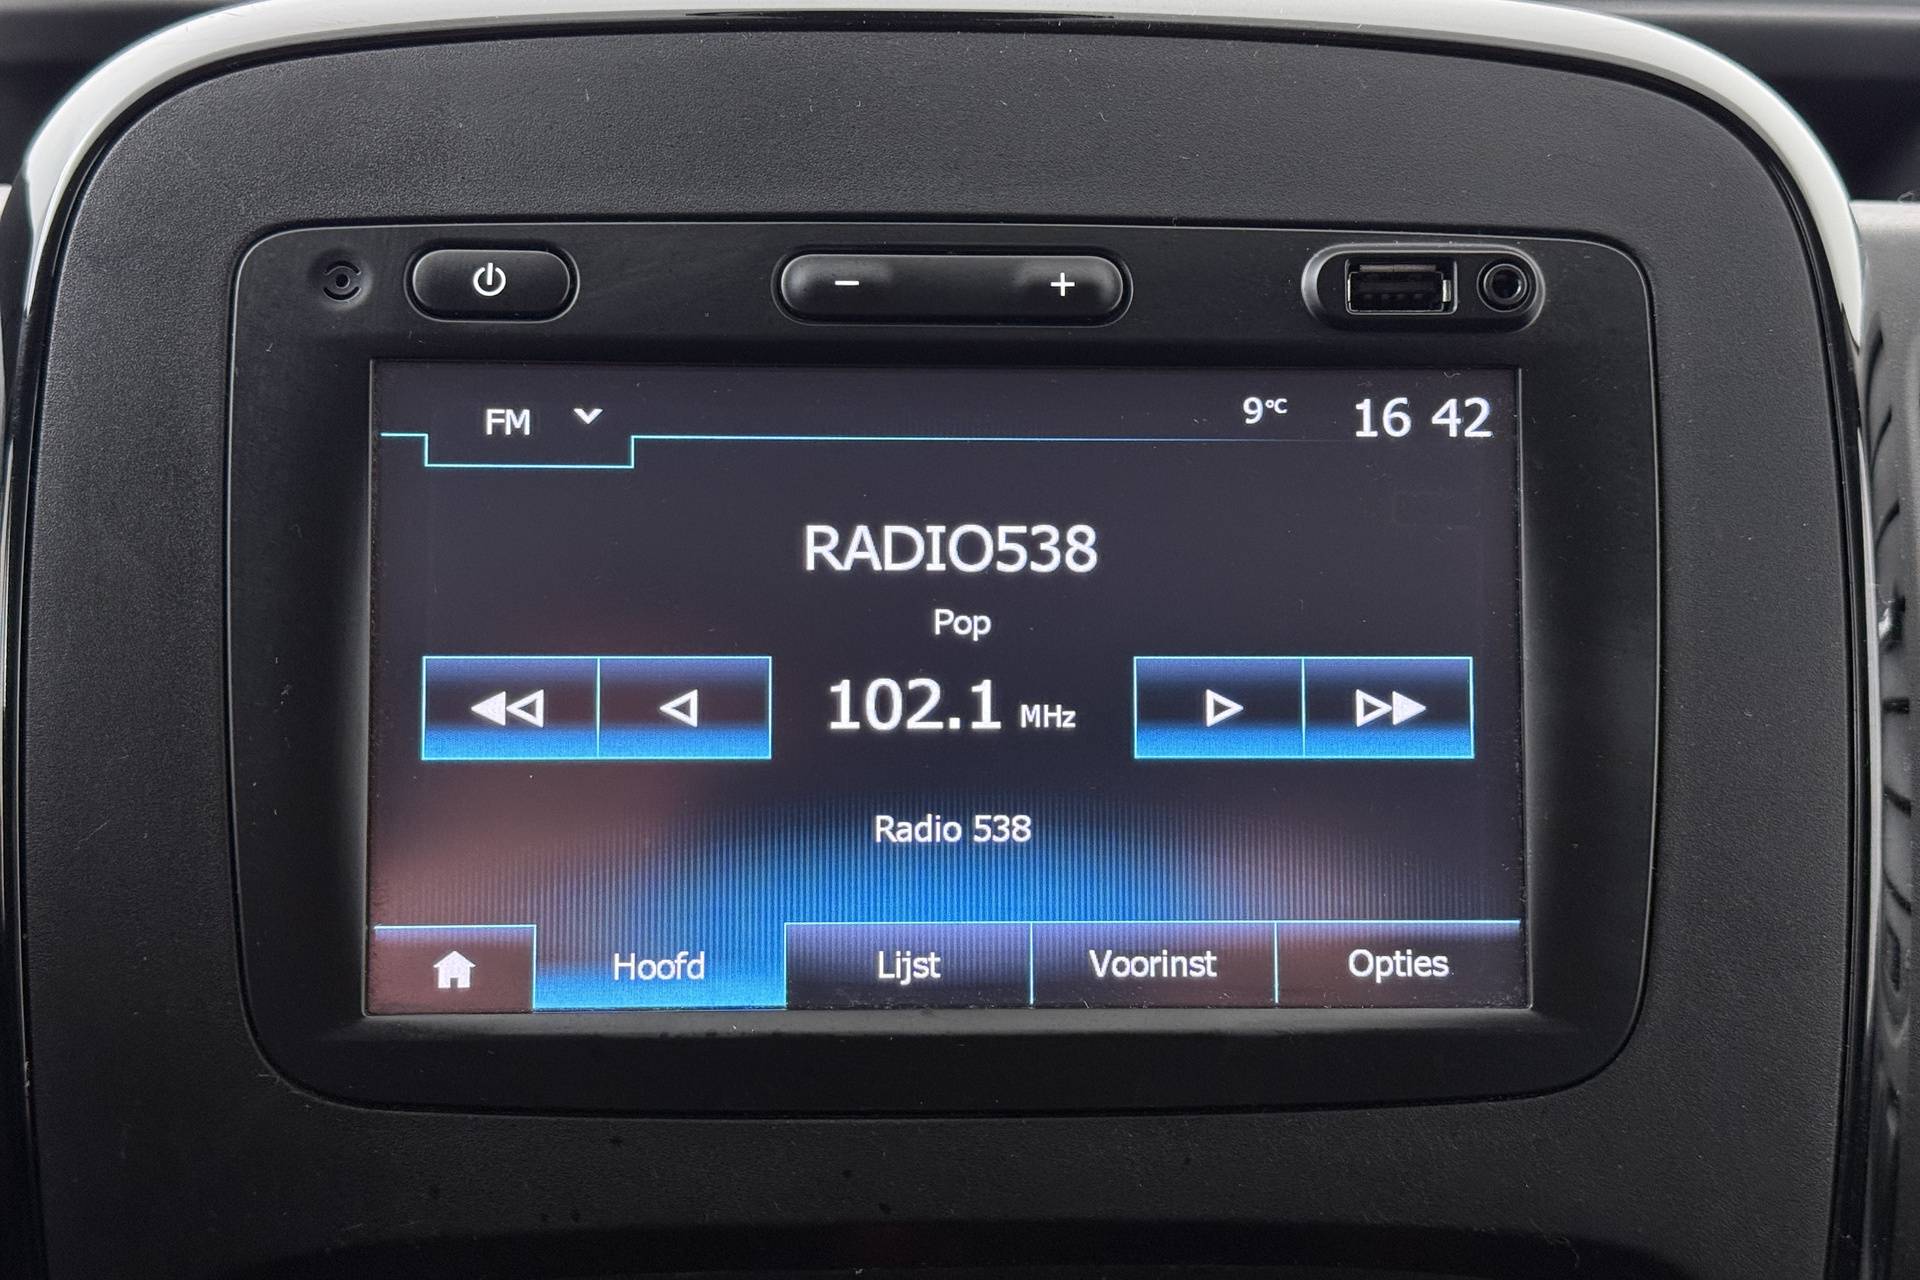 − +
FM 9°C 16 42
RADIO538
Pop
102.1 MHz
Radio 538
Hoofd Lijst Voorinst Opties